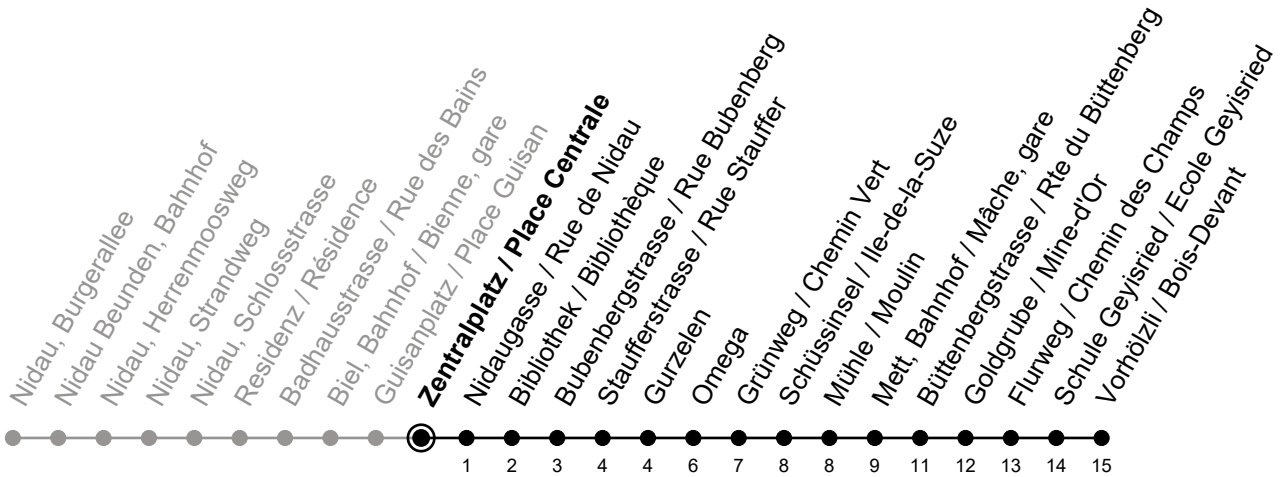 Nidau, Burgerallee
Nidau Beunden, Bahnhof
Nidau, Herrenmoosweg
Nidau, Strandweg
Nidau, Schlossstrasse
Residenz / Résidence
Badhausstrasse / Rue des Bains
Biel, Bahnhof / Bienne, gare
Guisanplatz / Place Guisan
Zentralplatz / Place Centrale
Nidaugasse / Rue de Nidau
Bibliothek / Bibliothèque
Bubenbergstrasse / Rue Bubenberg
Staufferstrasse / Rue Stauffer
Gurzelen
Omega
Grünweg / Chemin Vert
Schüssinsel / Ile-de-la-Suze
Mühle / Moulin
Mett, Bahnhof / Mâche, gare
Büttenbergstrasse / Rte du Büttenberg
Goldgrube / Mine-d'Or
Flurweg / Chemin des Champs
Schule Geyisried / Ecole Geyisried
Vorhölzli / Bois-Devant
1 2 3 4 4 6 7 8 8 9 11 12 13 14 15